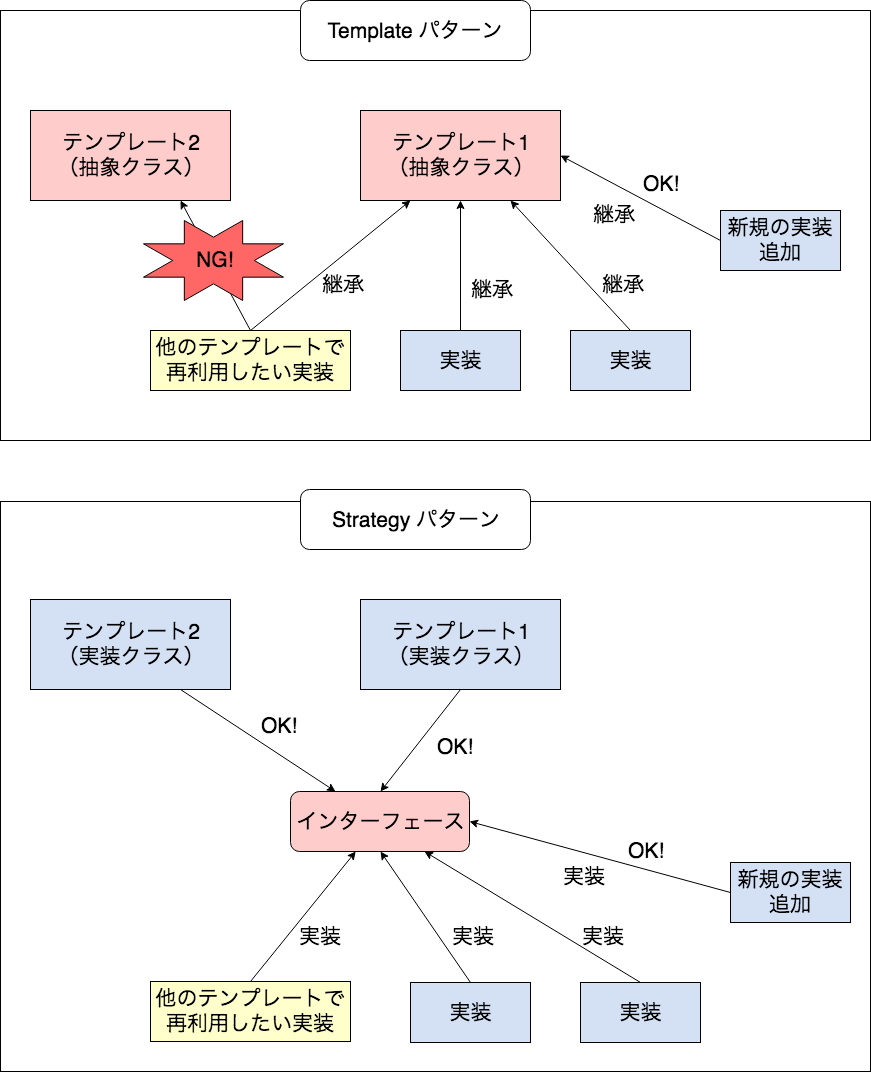 Template パターン
テンプレート2
（抽象クラス）
テンプレート1
（抽象クラス）
OK!
継承
新規の実装
追加
NG!
継承
継承
継承
他のテンプレートで
再利用したい実装
実装
実装
Strategy パターン
テンプレート2
（実装クラス）
テンプレート1
（実装クラス）
OK!
OK!
インターフェース
OK!
実装
新規の実装
追加
実装
実装
実装
他のテンプレートで
再利用したい実装
実装
実装